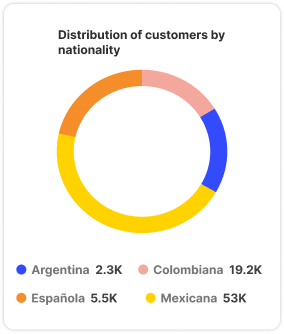 Distribution of customers by
nationality
Argentina 2.3K Colombiana 19.2K
Española 5.5K Mexicana 53K